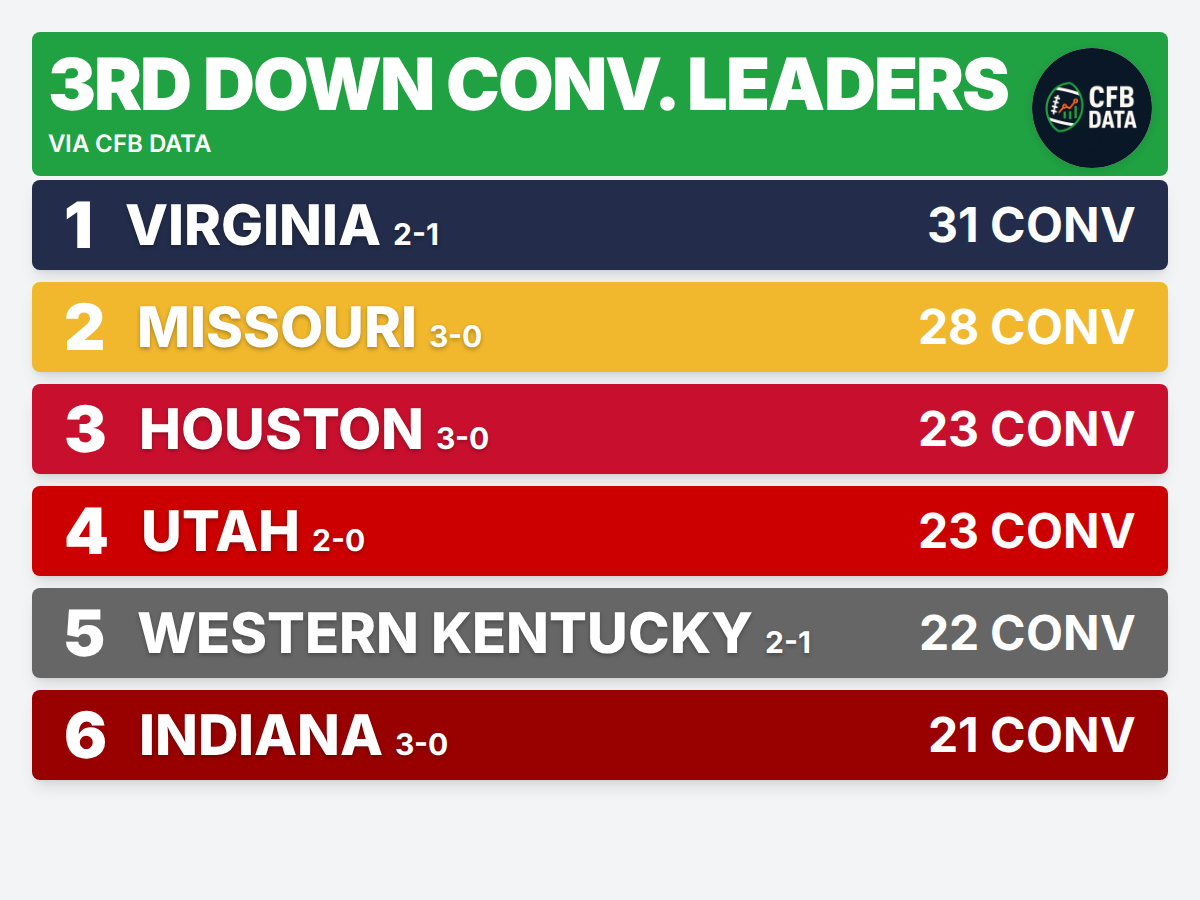 3RD DOWN CONV. LEADERS
VIA CFB DATA
CFB
DATA
1 VIRGINIA 2-1 31 CONV
2 MISSOURI 3-0 28 CONV
3 HOUSTON 3-0 23 CONV
4 UTAH 2-0 23 CONV
5 WESTERN KENTUCKY 2-1 22 CONV
6 INDIANA 3-0 21 CONV